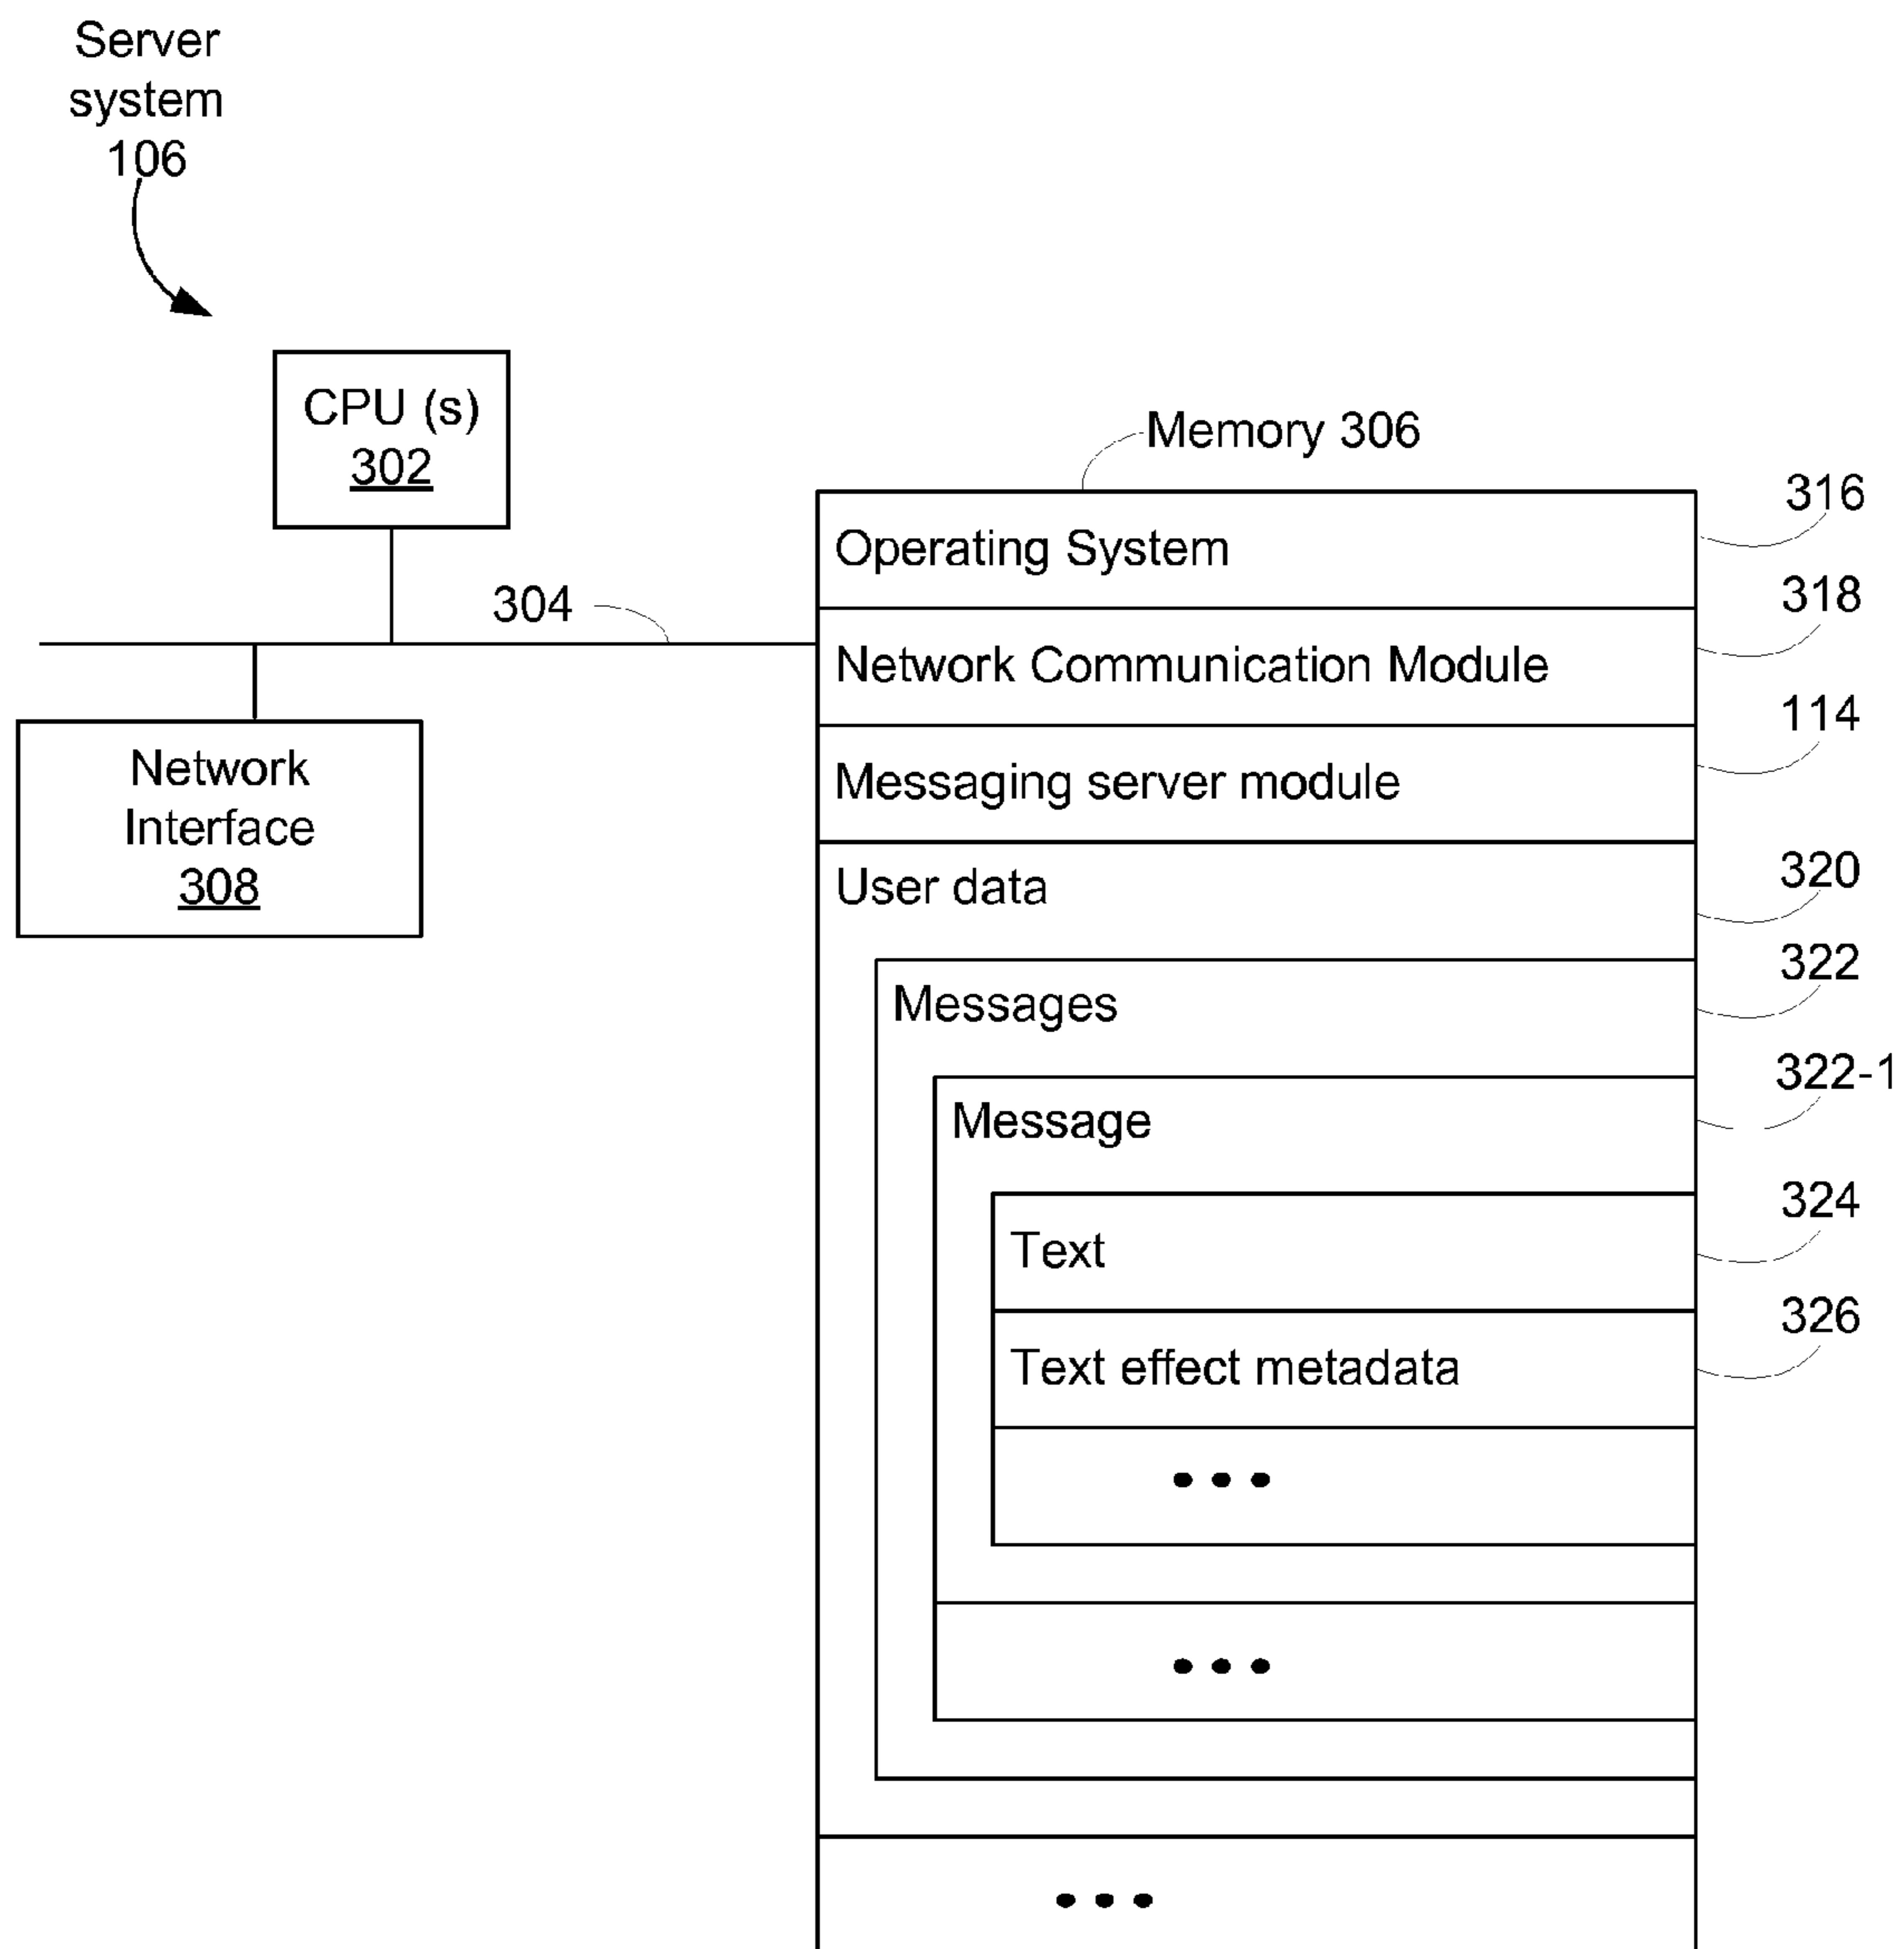 Server
system
106
CPU (s)
302
Memory 306
316
Operating System
304
318
Network Communication Module
114
Messaging server module
Network
Interface
308
320
User data
322
Messages
322-1
Message
324
Text
326
Text effect metadata
• • •
• • •
• • •